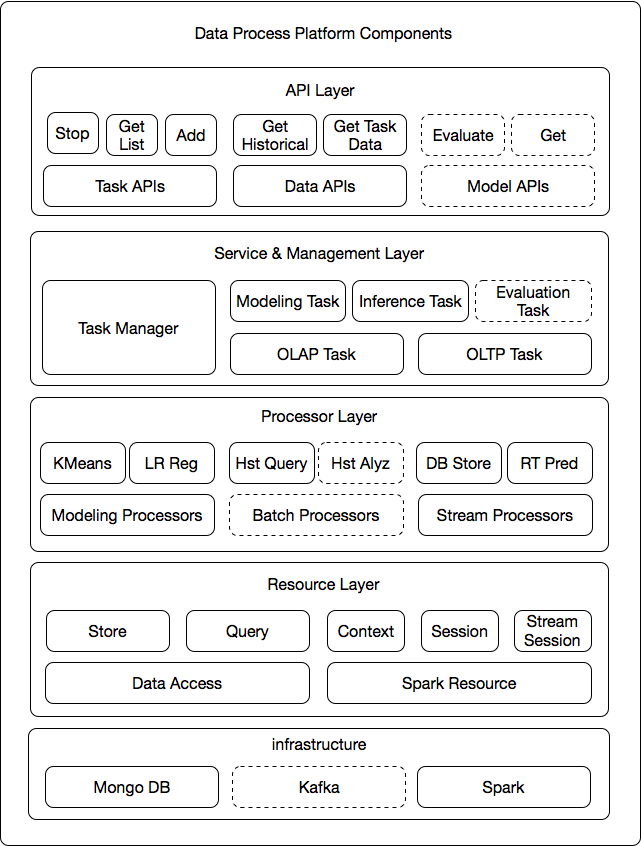 Data Process Platform Components
API Layer
Stop
Get
List
Add
Get
Historical
Get Task
Data
Evaluate
Get
Task APIs
Data APIs
Model APIs
Service & Management Layer
Task Manager
Modeling Task
Inference Task
Evaluation
Task
OLAP Task
OLTP Task
Processor Layer
KMeans
LR Reg
Hst Query
Hst Alyz
DB Store
RT Pred
Modeling Processors
Batch Processors
Stream Processors
Resource Layer
Store
Query
Context
Session
Stream
Session
Data Access
Spark Resource
infrastructure
Mongo DB
Kafka
Spark